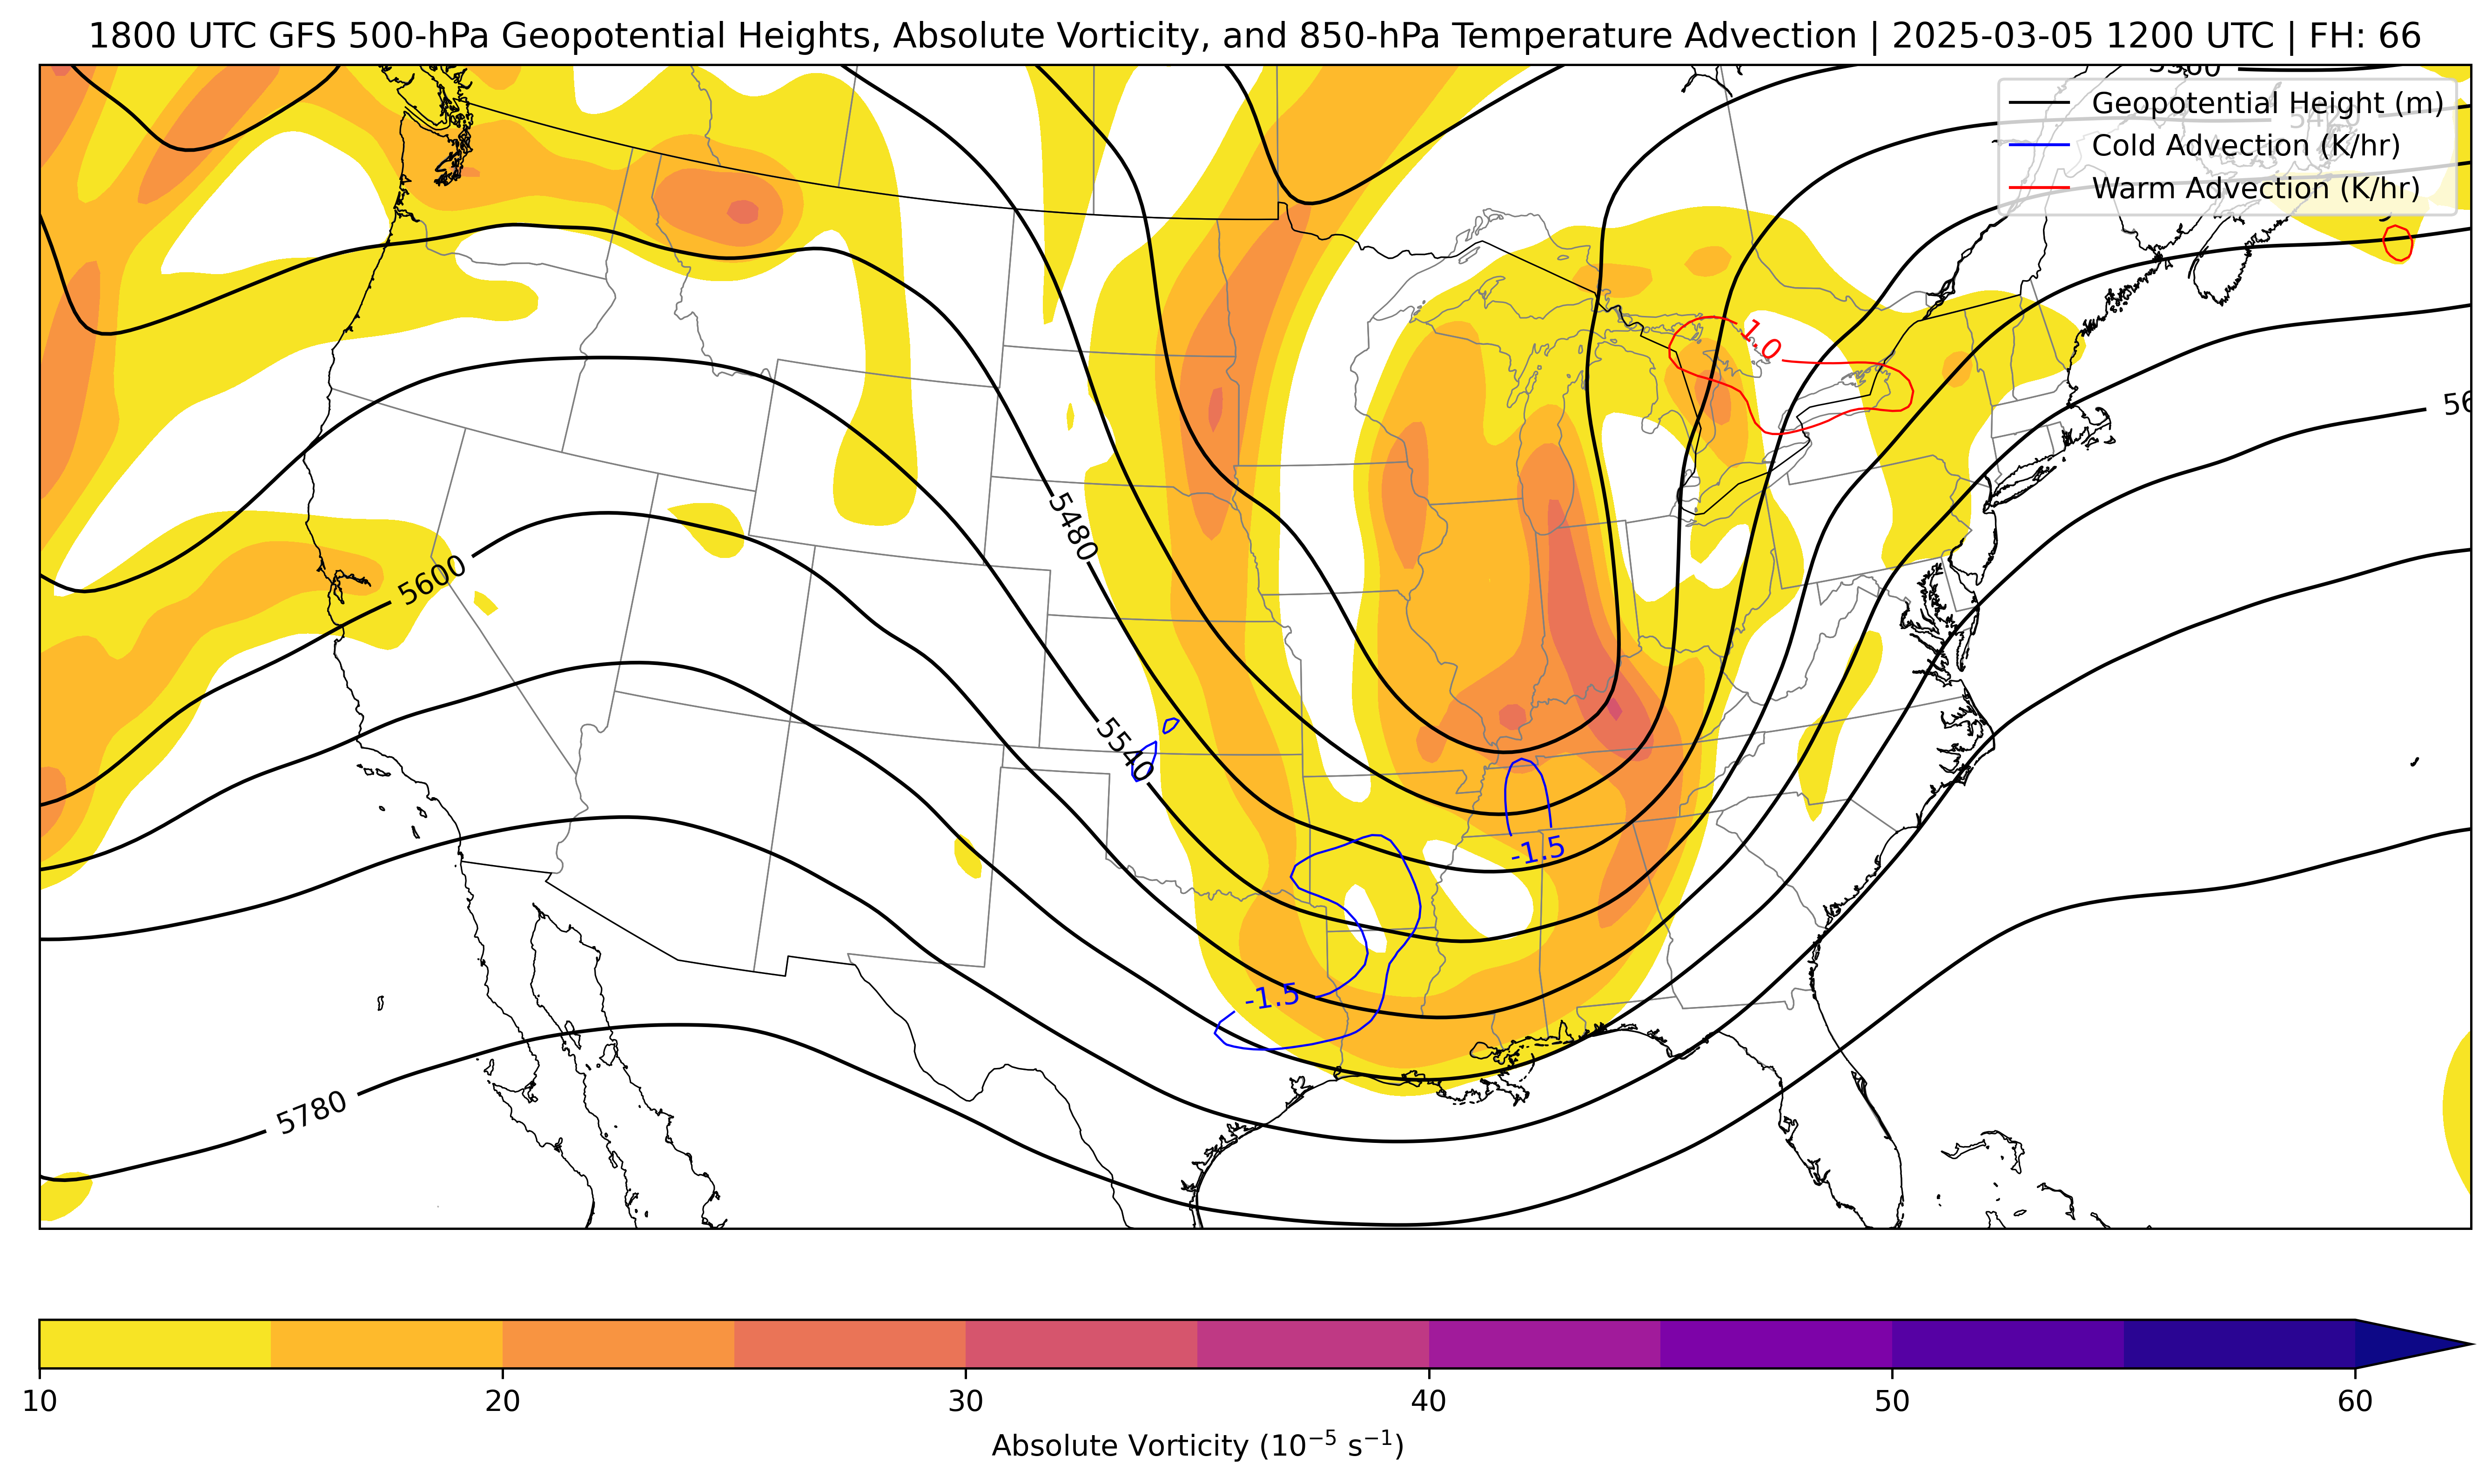 1800 UTC GFS 500-hPa Geopotential Heights, Absolute Vorticity, and 850-hPa Temperature Advection | 2025-03-05 1200 UTC | FH: 66
Geopotential Height (m)
Cold Advection (K/hr)
Warm Advection (K/hr)
1.0
5480
5600
5540
-1.5
-1.5
5780
10 20 30 40 50 60
Absolute Vorticity (10⁻⁵ s⁻¹)